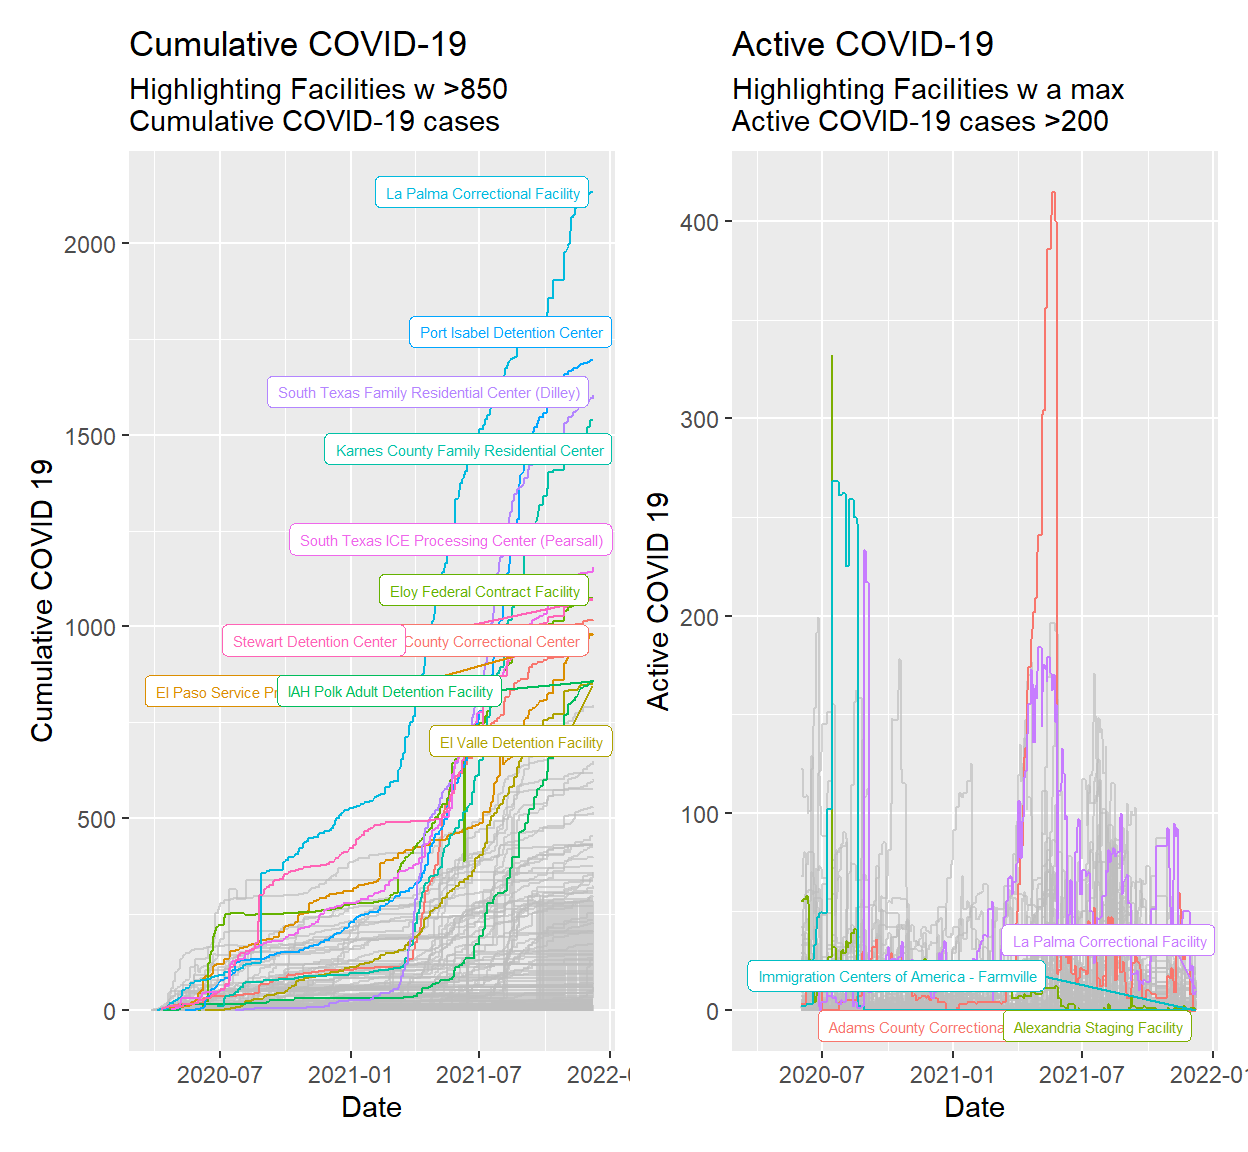 Cumulative COVID-19
Highlighting Facilities w >850
Cumulative COVID-19 cases
Cumulative COVID 19
2000
1500
1000
500
0
La Palma Correctional Facility
Port Isabel Detention Center
South Texas Family Residential Center (Dilley)
Karnes County Family Residential Center
South Texas ICE Processing Center (Pearsall)
Eloy Federal Contract Facility
Stewart Detention Center
County Correctional Center
El Paso Service Pr
IAH Polk Adult Detention Facility
El Valle Detention Facility
2020-07
2021-01
2021-07
2022-0
Date
Active COVID-19
Highlighting Facilities w a max
Active COVID-19 cases >200
Active COVID 19
400
300
200
100
0
La Palma Correctional Facility
Immigration Centers of America - Farmville
Adams County Correctiona
Alexandria Staging Facility
2020-07
2021-01
2021-07
2022-01
Date